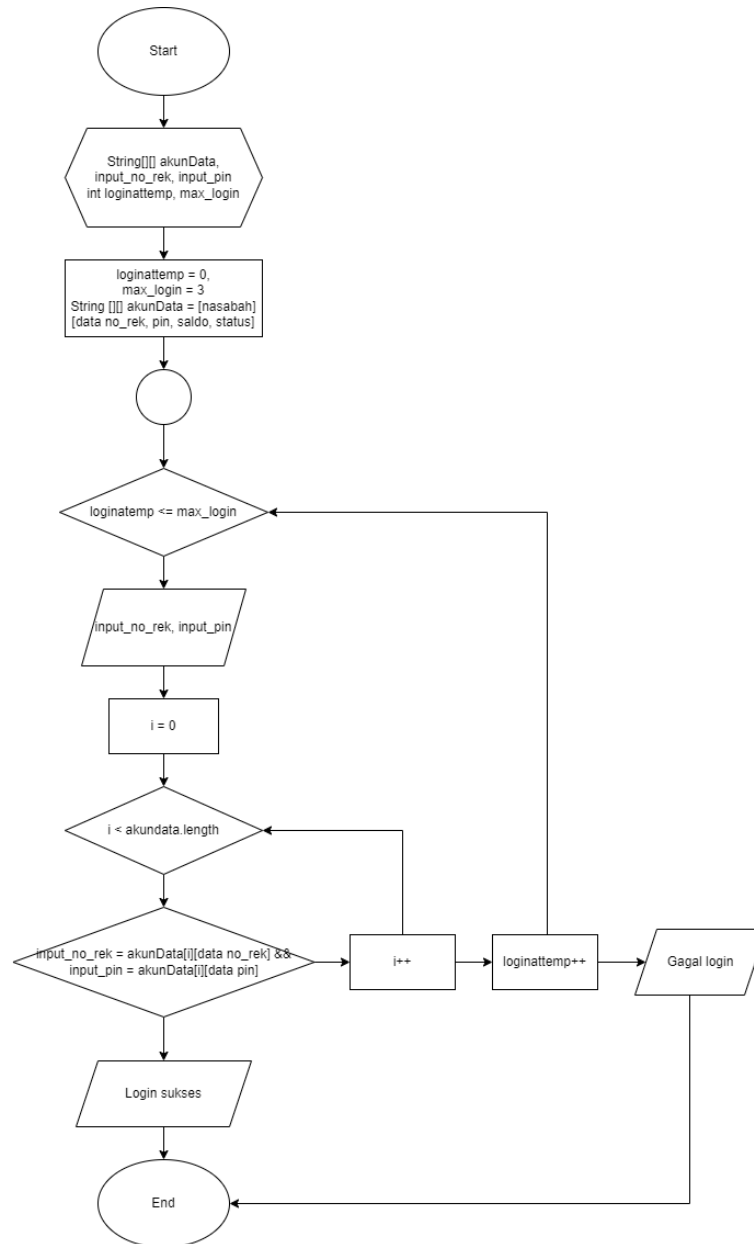 Start
String[][] akunData,
input_no_rek, input_pin
int loginattemp, max_login
loginattemp = 0,
max_login = 3
String [][] akunData = [nasabah]
[data no_rek, pin, saldo, status]
loginatemp <= max_login
input_no_rek, input_pin
i = 0
i < akundata.length
input_no_rek = akunData[i][data no_rek] &&
input_pin = akunData[i][data pin]
i++
loginattemp++
Gagal login
Login sukses
End